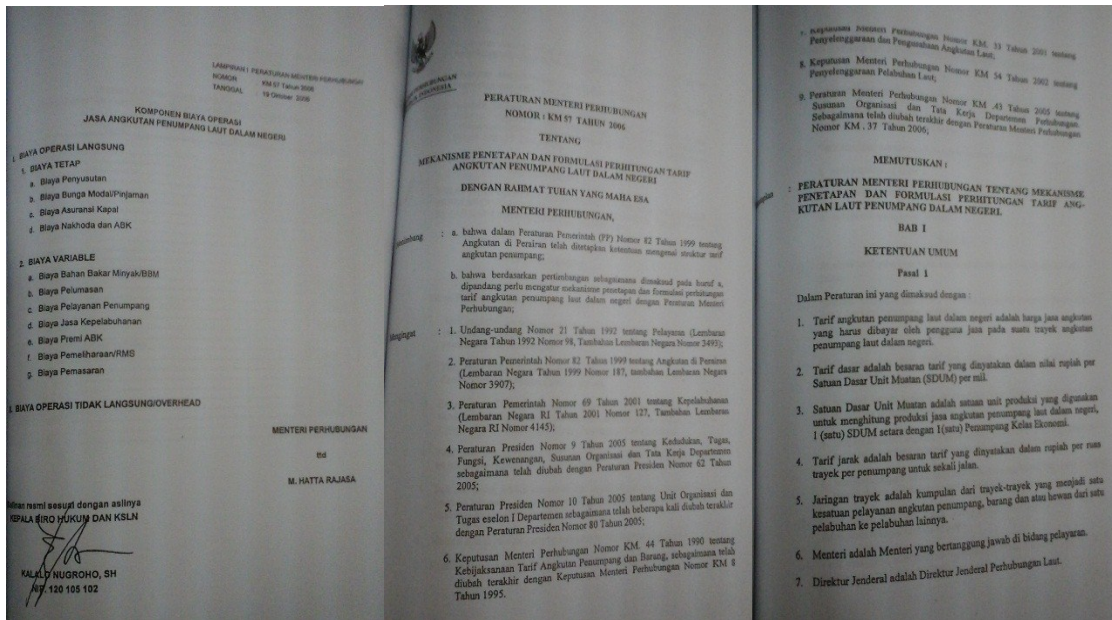 LAMPIRAN I PERATURAN MENTERI PERHUBUNGAN
NOMOR : KM 57 Tahun 2006
TANGGAL : 19 Oktober 2006
KOMPONEN BIAYA OPERASI
JASA ANGKUTAN PENUMPANG LAUT DALAM NEGERI
BIAYA OPERASI LANGSUNG
1. BIAYA TETAP
a. Biaya Penyusutan
b. Biaya Bunga Modal/Pinjaman
c. Biaya Asuransi Kapal
d. Biaya Nakhoda dan ABK
2. BIAYA VARIABLE
a. Biaya Bahan Bakar Minyak/BBM
b. Biaya Pelumasan
c. Biaya Pelayanan Penumpang
d. Biaya Jasa Kepelabuhanan
e. Biaya Premi ABK
f. Biaya Pemeliharaan/RMS
g. Biaya Pemasaran
BIAYA OPERASI TIDAK LANGSUNG/OVERHEAD
MENTERI PERHUBUNGAN
ttd
M. HATTA RAJASA
resmi sesuai dengan aslinya
KEPALA BIRO HUKUM DAN KSLN
NUGROHO, SH
NIP. 120 105 102
PERATURAN MENTERI PERHUBUNGAN
NOMOR : KM 57 TAHUN 2006
TENTANG
MEKANISME PENETAPAN DAN FORMULASI PERHITUNGAN TARIF
ANGKUTAN PENUMPANG LAUT DALAM NEGERI
DENGAN RAHMAT TUHAN YANG MAHA ESA
MENTERI PERHUBUNGAN,
: a. bahwa dalam Peraturan Pemerintah (PP) Nomor 82 Tahun 1999 tentang
Angkutan di Perairan telah ditetapkan ketentuan mengenai struktur tarif
angkutan penumpang;
b. bahwa berdasarkan pertimbangan sebagaimana dimaksud pada huruf a,
dipandang perlu mengatur mekanisme penetapan dan formulasi perhitungan
tarif angkutan penumpang laut dalam negeri dengan Peraturan Menteri
Perhubungan;
: 1. Undang-undang Nomor 21 Tahun 1992 tentang Pelayaran (Lembaran
Negara Tahun 1992 Nomor 98, Tambahan Lembaran Negara Nomor 3493);
2. Peraturan Pemerintah Nomor 82 Tahun 1999 tentang Angkutan di Perairan
(Lembaran Negara Tahun 1999 Nomor 187, tambahan Lembaran Negara
Nomor 3907);
3. Peraturan Pemerintah Nomor 69 Tahun 2001 tentang Kepelabuhanan
(Lembaran Negara RI Tahun 2001 Nomor 127, Tambahan Lembaran
Negara RI Nomor 4145);
4. Peraturan Presiden Nomor 9 Tahun 2005 tentang Kedudukan, Tugas,
Fungsi, Kewenangan, Susunan Organisasi dan Tata Kerja Departemen
sebagaimana telah diubah dengan Peraturan Presiden Nomor 62 Tahun
2005;
5. Peraturan Presiden Nomor 10 Tahun 2005 tentang Unit Organisasi dan
Tugas eselon I Departemen sebagaimana telah beberapa kali diubah terakhir
dengan Peraturan Presiden Nomor 80 Tahun 2005;
6. Keputusan Menteri Perhubungan Nomor KM. 44 Tahun 1990 tentang
Kebijaksanaan Tarif Angkutan Penumpang dan Barang, sebagaimana telah
diubah terakhir dengan Keputusan Menteri Perhubungan Nomor KM 8
Tahun 1995.
7. Keputusan Menteri Perhubungan Nomor KM. 33 Tahun 2001 tentang
Penyelenggaraan dan Pengusahaan Angkutan Laut;
8. Keputusan Menteri Perhubungan Nomor KM 54 Tahun 2002 tentang
Penyelenggaraan Pelabuhan Laut;
9. Peraturan Menteri Perhubungan Nomor KM .43 Tahun 2005 tentang
Susunan Organisasi dan Tata Kerja Departemen Perhubungan
Sebagaimana telah diubah terakhir dengan Peraturan Menteri Perhubungan
Nomor KM . 37 Tahun 2006;
MEMUTUSKAN :
: PERATURAN MENTERI PERHUBUNGAN TENTANG MEKANISME
PENETAPAN DAN FORMULASI PERHITUNGAN TARIF ANG-
KUTAN LAUT PENUMPANG DALAM NEGERI.
BAB I
KETENTUAN UMUM
Pasal 1
Dalam Peraturan ini yang dimaksud dengan :
1. Tarif angkutan penumpang laut dalam negeri adalah harga jasa angkutan
yang harus dibayar oleh pengguna jasa pada suatu trayek angkutan
penumpang laut dalam negeri.
2. Tarif dasar adalah besaran tarif yang dinyatakan dalam nilai rupiah per
Satuan Dasar Unit Muatan (SDUM) per mil.
3. Satuan Dasar Unit Muatan adalah satuan unit produksi yang digunakan
untuk menghitung produksi jasa angkutan penumpang laut dalam negeri,
1 (satu) SDUM setara dengan 1(satu) Penumpang Kelas Ekonomi.
4. Tarif jarak adalah besaran tarif yang dinyatakan dalam rupiah per ruas
trayek per penumpang untuk sekali jalan.
5. Jaringan trayek adalah kumpulan dari trayek-trayek yang menjadi satu
kesatuan pelayanan angkutan penumpang, barang dan atau hewan dari satu
pelabuhan ke pelabuhan lainnya.
6. Menteri adalah Menteri yang bertanggung jawab di bidang pelayaran.
7. Direktur Jenderal adalah Direktur Jenderal Perhubungan Laut.